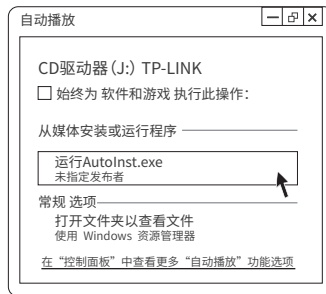 自动播放
CD驱动器(J:) TP-LINK
始终为 软件和游戏 执行此操作:
从媒体安装或运行程序
运行AutoInst.exe
未指定发布者
常规 选项
打开文件夹以查看文件
使用 Windows 资源管理器
在“控制面板”中查看更多“自动播放”功能选项